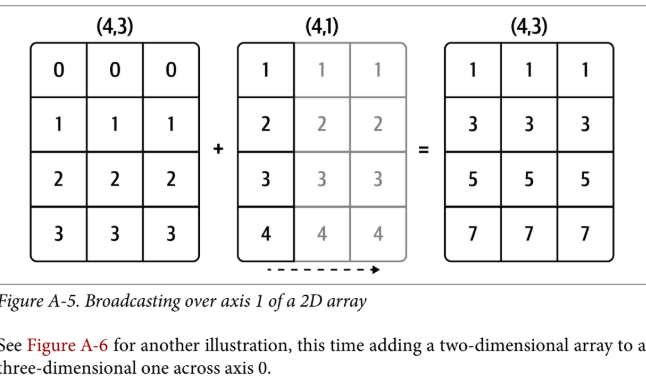 (4,3) (4,1) (4,3)
0 0 0 1 1 1 1 1 1
1 1 1 2 2 2 3 3 3
+ =
2 2 2 3 3 3 5 5 5
3 3 3 4 4 4 7 7 7
Figure A-5. Broadcasting over axis 1 of a 2D array
See Figure A-6 for another illustration, this time adding a two-dimensional array to a
three-dimensional one across axis 0.